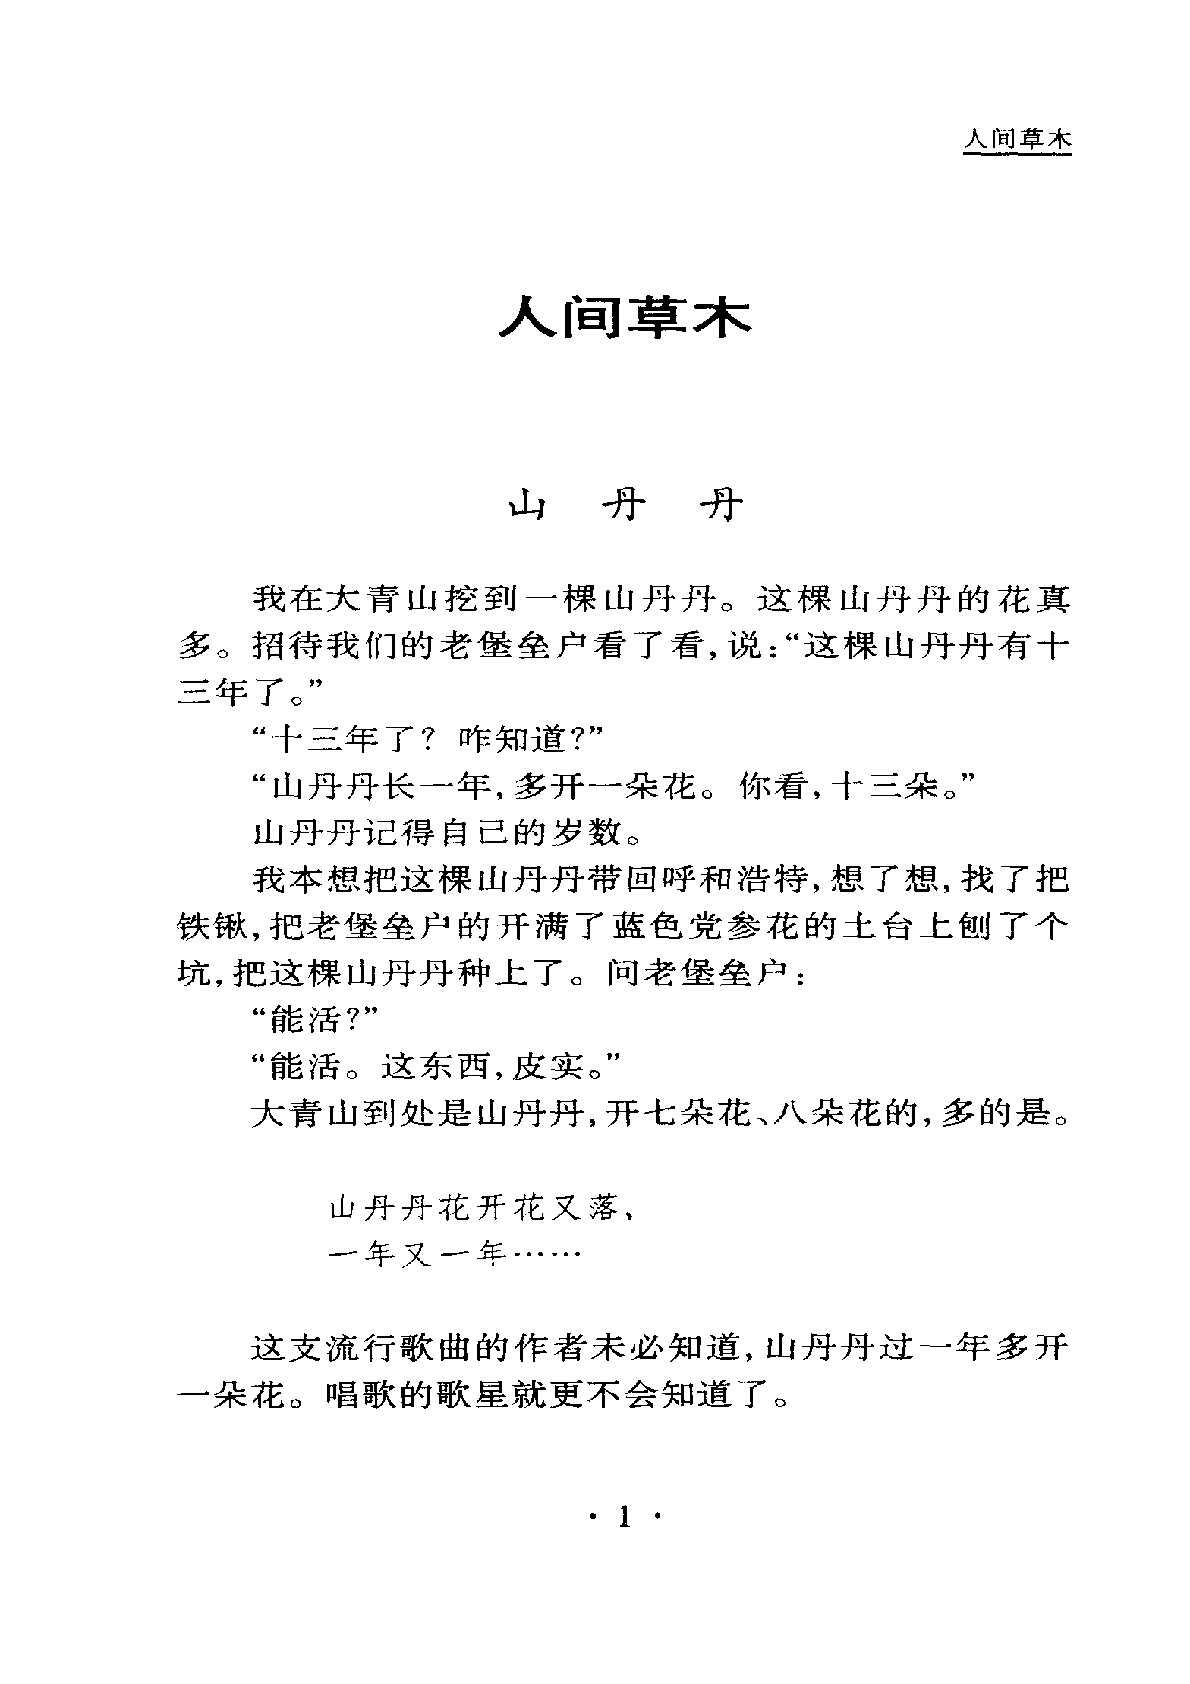 人间草木
人间草木
山 丹 丹
我在大青山挖到一棵山丹丹。这棵山丹丹的花真
多。招待我们的老堡垒户看了看,说:“这棵山丹丹有十
三年了。”
“十三年了?咋知道?”
“山丹丹长一年,多开一朵花。你看,十三朵。”
山丹丹记得自己的岁数。
我本想把这棵山丹丹带回呼和浩特,想了想,找了把
铁锹,把老堡垒户的开满了蓝色党参花的土台上刨了个
坑,把这棵山丹丹种上了。问老堡垒户:
“能活?”
“能活。这东西,皮实。”
大青山到处是山丹丹,开七朵花、八朵花的,多的是。
山丹丹花开花又落、
一年又一年……
这支流行歌曲的作者未必知道,山丹丹过一年多开
一朵花。唱歌的歌星就更不会知道了。
· 1 ·